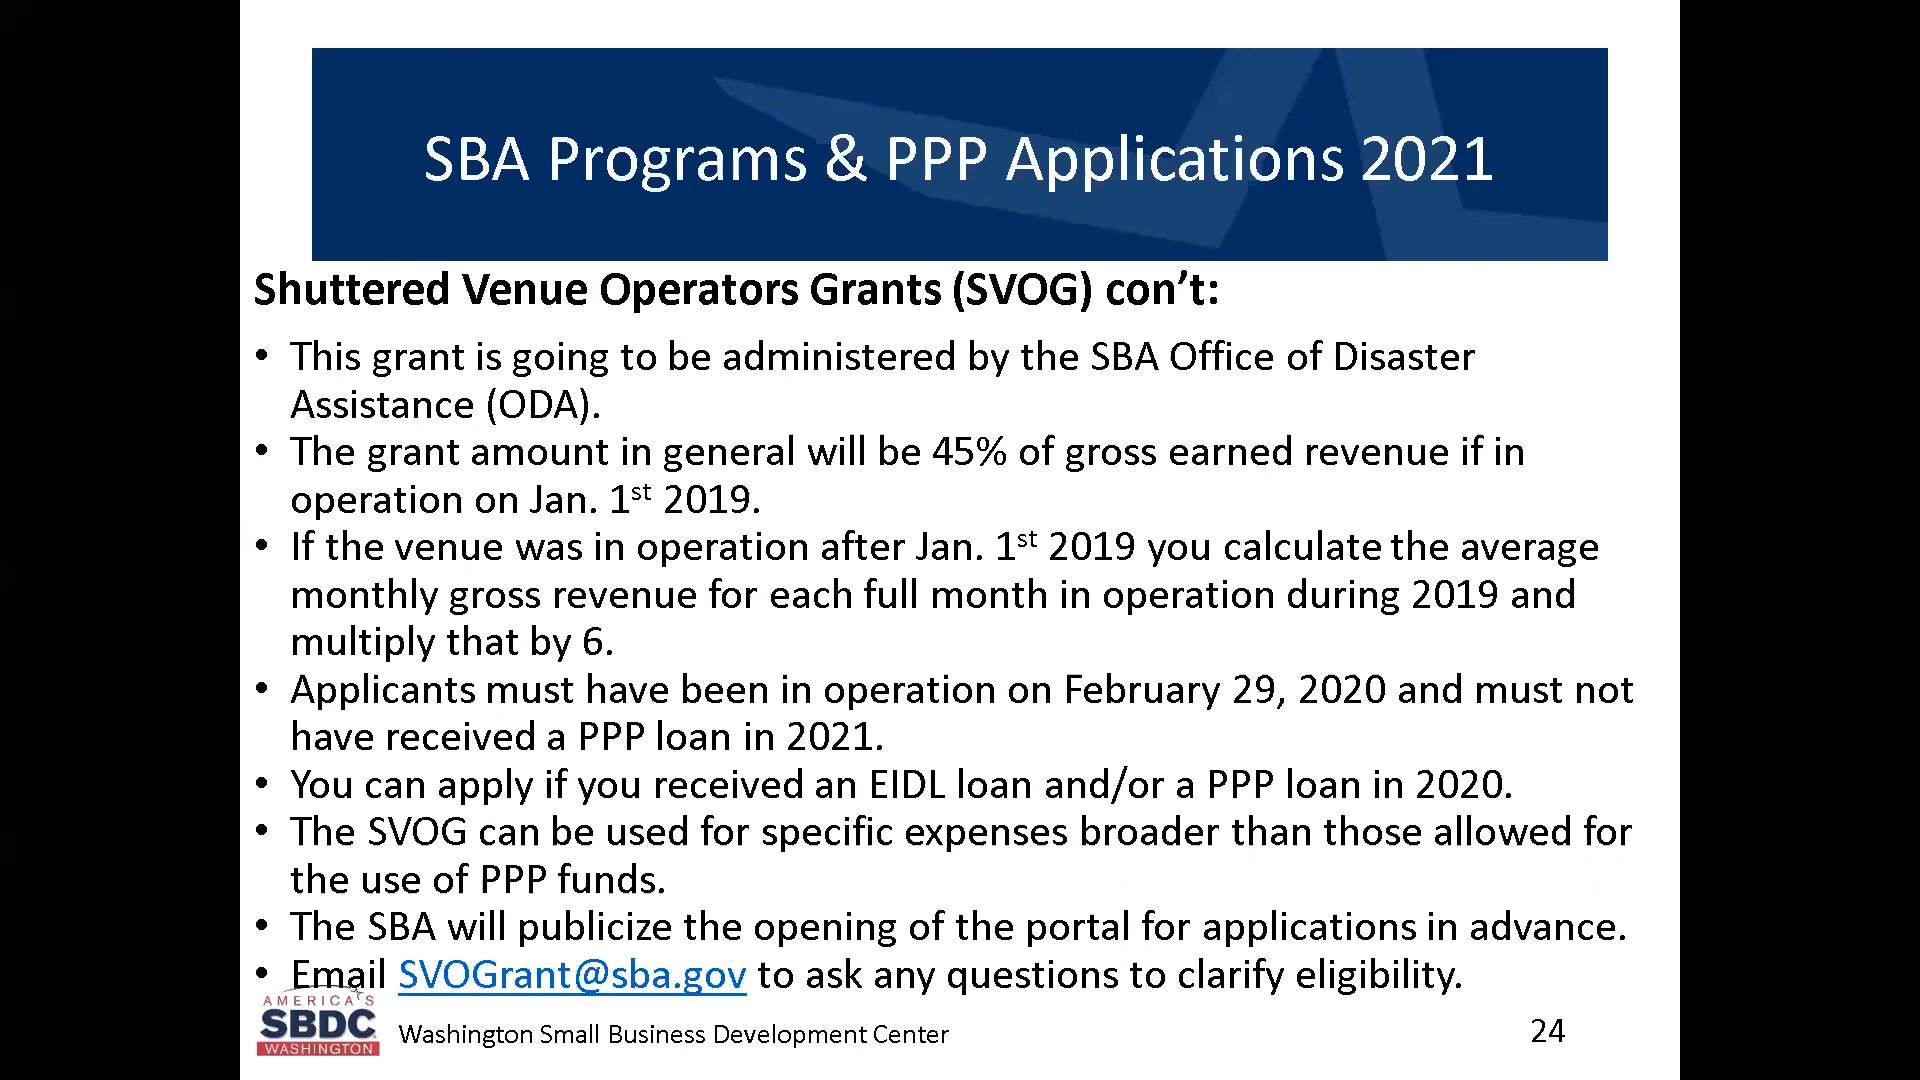 SBA Programs & PPP Applications 2021
Shuttered Venue Operators Grants (SVOG) con’t:
• This grant is going to be administered by the SBA Office of Disaster
Assistance (ODA).
• The grant amount in general will be 45% of gross earned revenue if in
operation on Jan. 1st 2019.
• If the venue was in operation after Jan. 1st 2019 you calculate the average
monthly gross revenue for each full month in operation during 2019 and
multiply that by 6.
• Applicants must have been in operation on February 29, 2020 and must not
have received a PPP loan in 2021.
• You can apply if you received an EIDL loan and/or a PPP loan in 2020.
• The SVOG can be used for specific expenses broader than those allowed for
the use of PPP funds.
• The SBA will publicize the opening of the portal for applications in advance.
• Email SVOGrant@sba.gov to ask any questions to clarify eligibility.
AMERICA'S
SBDC
WASHINGTON
Washington Small Business Development Center
24